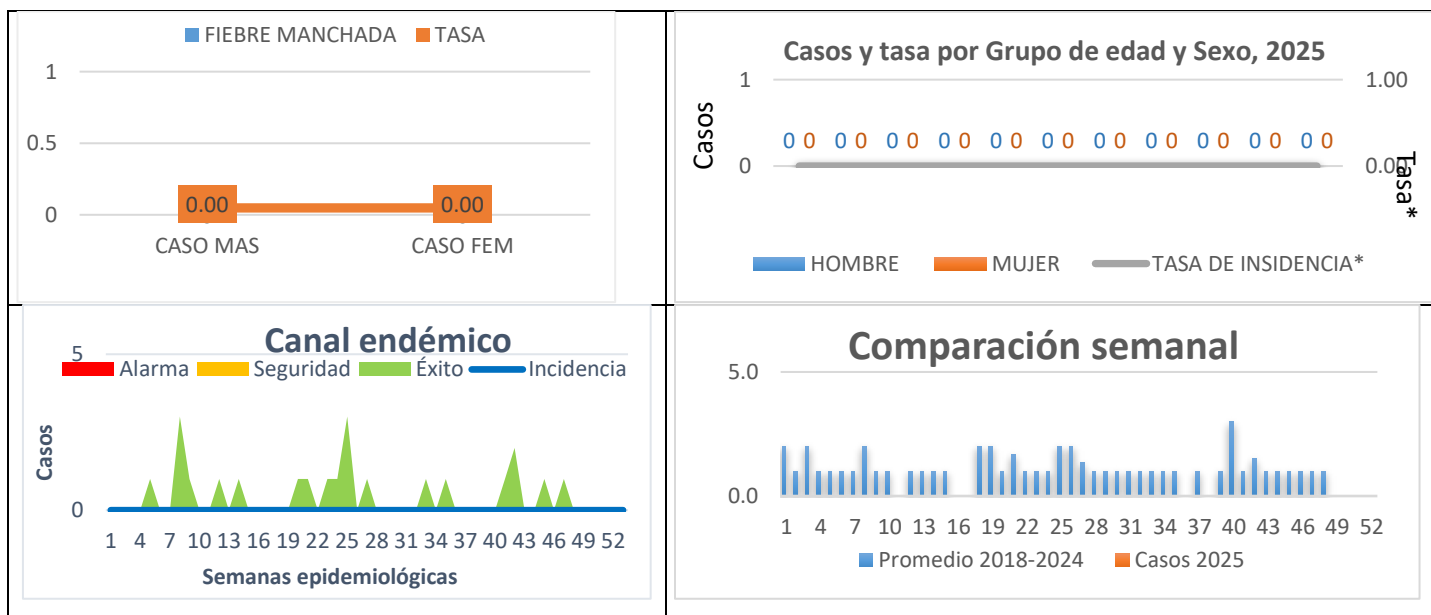 FIEBRE MANCHADA TASA
1
0.5
0
0.00 0.00
CASO MAS CASO FEM
Casos y tasa por Grupo de edad y Sexo, 2025
Casos
1 1.00
0 0 0 0 0 0 0 0 0 0 0 0 0 0 0 0 0 0 0 0 0 0
0 0.00
Tasa*
HOMBRE MUJER TASA DE INSIDENCIA*
Canal endémico
5
Alarma Seguridad Éxito Incidencia
Casos
0
1 4 7 10 13 16 19 22 25 28 31 34 37 40 43 46 49 52
Semanas epidemiológicas
Comparación semanal
5.0
0.0
1 4 7 10 13 16 19 22 25 28 31 34 37 40 43 46 49 52
Promedio 2018-2024 Casos 2025